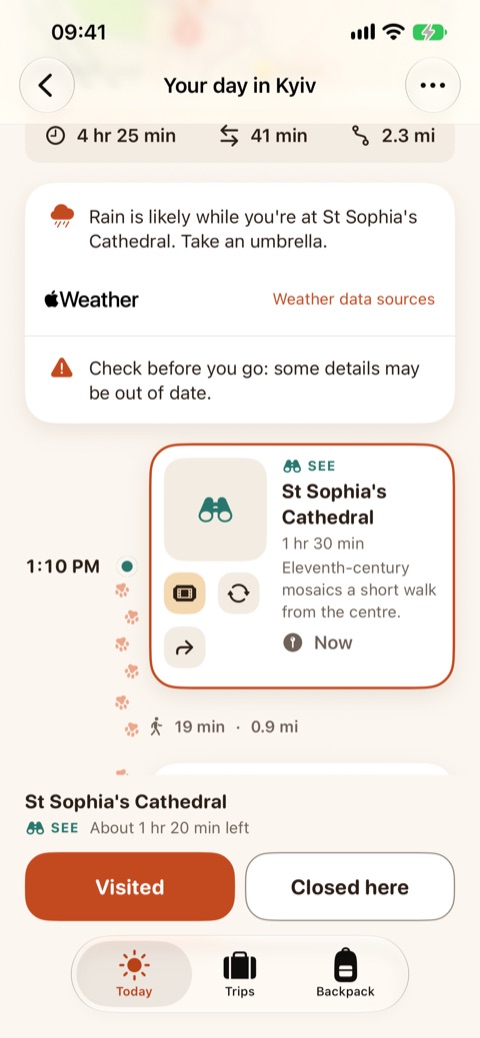 09:41
Your day in Kyiv
4 hr 25 min
41 min
2.3 mi
Rain is likely while you're at St Sophia's
Cathedral. Take an umbrella.
Weather
Weather data sources
Check before you go: some details may
be out of date.
SEE
St Sophia's
Cathedral
1 hr 30 min
Eleventh-century
mosaics a short walk
from the centre.
Now
1:10 PM
19 min · 0.9 mi
St Sophia's Cathedral
SEE About 1 hr 20 min left
Visited
Closed here
Today
Trips
Backpack